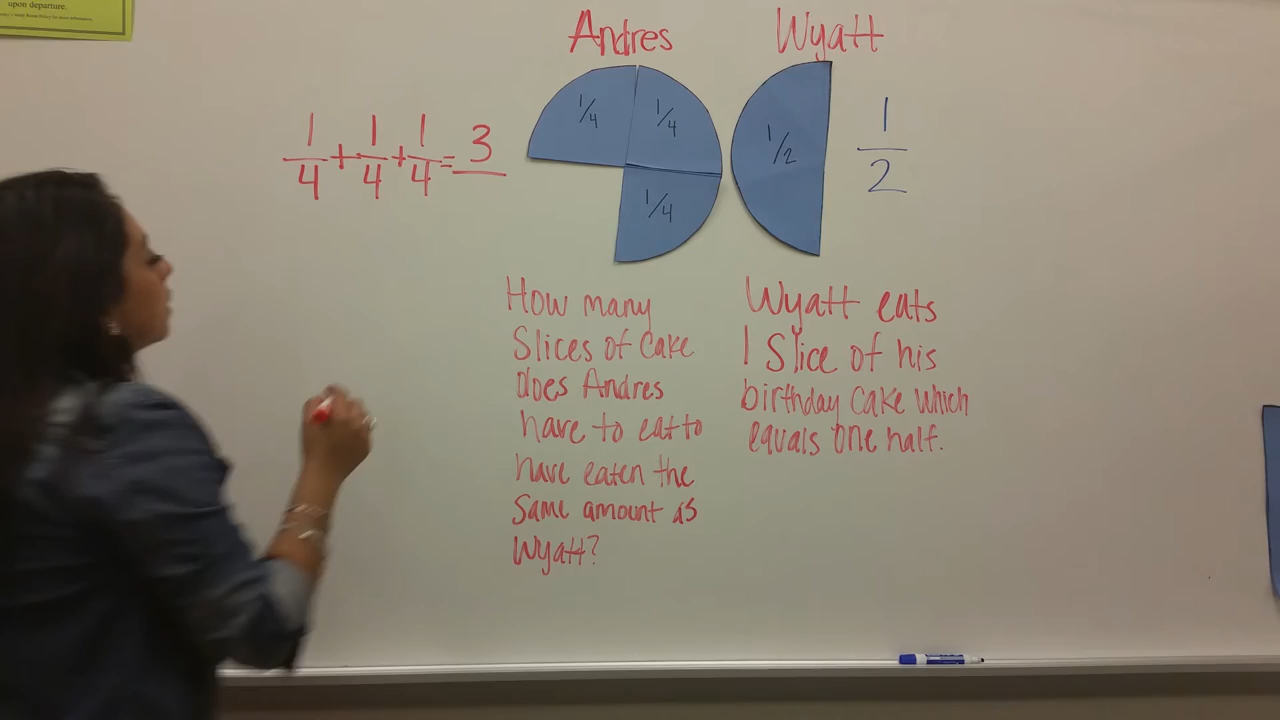 upon departure.
Andres
Wyatt
1/4 + 1/4 + 1/4 = 3
1/4
1/4
1/4
1/2
1/2
How many
Slices of Cake
does Andres
have to eat to
have eaten the
Same amount as
Wyatt?
Wyatt eats
1 Slice of his
birthday Cake which
equals one half.